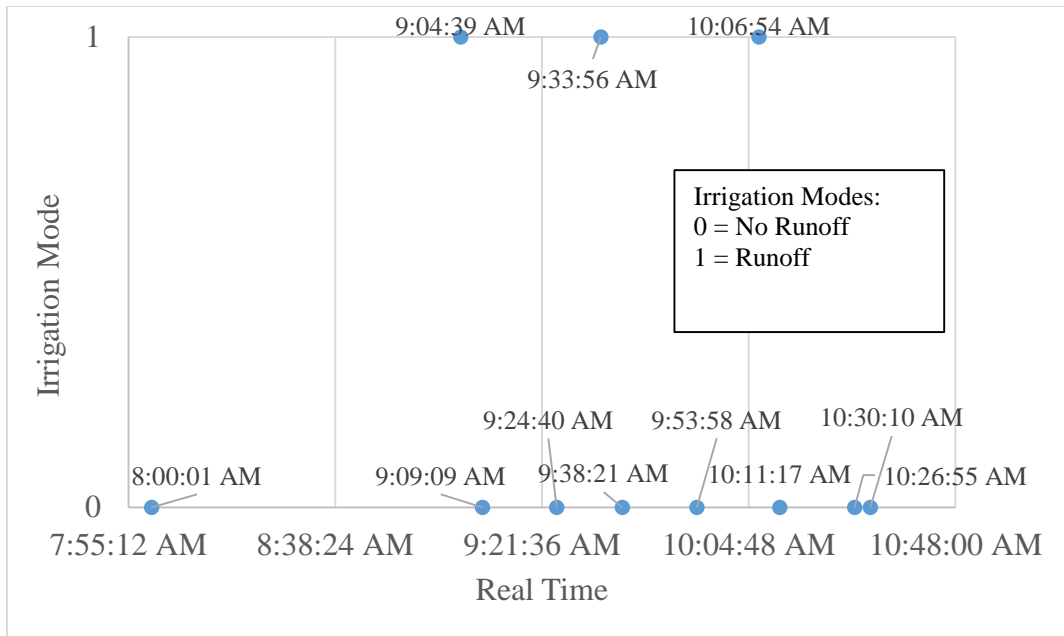 1
9:04:39 AM
10:06:54 AM
9:33:56 AM
Irrigation Modes:
0 = No Runoff
1 = Runoff
Irrigation Mode
9:24:40 AM
9:53:58 AM
10:30:10 AM
8:00:01 AM
9:09:09 AM
9:38:21 AM
10:11:17 AM
10:26:55 AM
0
7:55:12 AM
8:38:24 AM
9:21:36 AM
10:04:48 AM
10:48:00 AM
Real Time